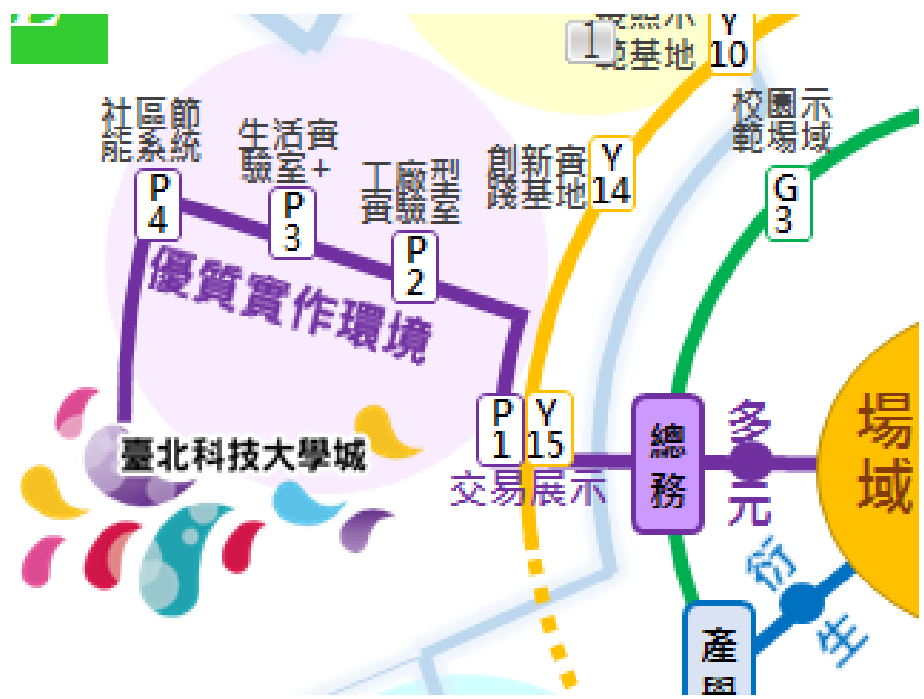 1
範基地
Y
10
校園示
範場域
社區節
能系統
生活實
驗室+
工廠型
實驗室
創新實
踐基地
Y
14
G
3
P
4
P
3
P
2
優質實作環境
P
1
Y
15
交易展示
總
務
多
元
場
域
臺北科技大學城
衍
生
產
學